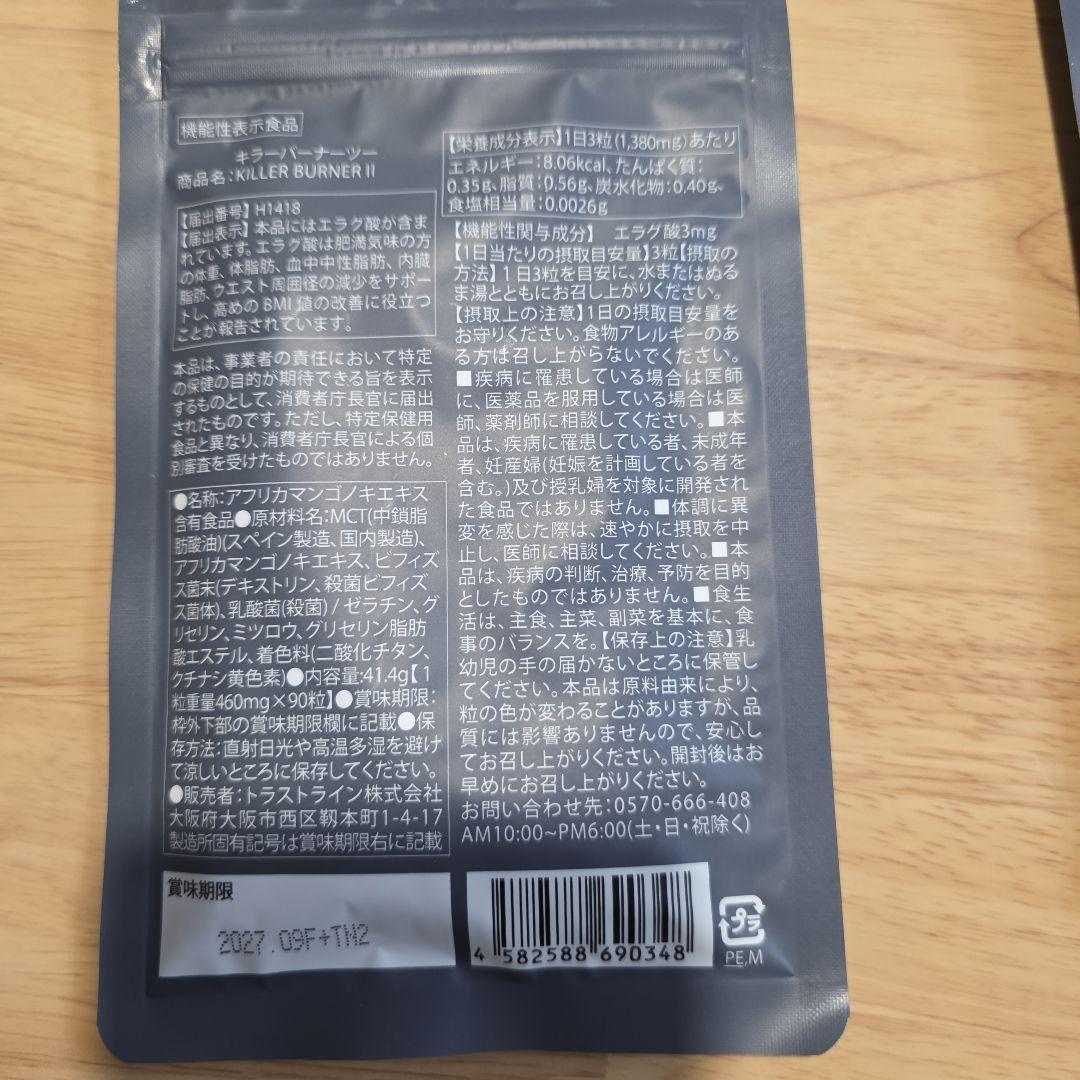 機能性表示食品
キラーバーナーツー
商品名:KILLER BURNER II
【届出番号】H1418
【届出表示】本品にはエラグ酸が含ま
れています。エラグ酸は肥満気味の方
の体重、体脂肪、血中中性脂肪、内臓
脂肪、ウエスト周囲径の減少をサポー
トし、高めのBMI値の改善に役立つ
ことが報告されています。
本品は、事業者の責任において特定
の保健の目的が期待できる旨を表示
するものとして、消費者庁長官に届出
されたものです。ただし、特定保健用
食品と異なり、消費者庁長官による個
別審査を受けたものではありません。
●名称:アフリカマンゴノキエキス
含有食品●原材料名:MCT(中鎖脂
肪酸油)(スペイン製造、国内製造)、
アフリカマンゴノキエキス、ビフィズ
ス菌末(デキストリン、殺菌ビフィズ
ス菌体)、乳酸菌(殺菌) / ゼラチン、グ
リセリン、ミツロウ、グリセリン脂肪
酸エステル、着色料(二酸化チタン、
クチナシ黄色素)●内容量:41.4g【1
粒重量460mg×90粒】●賞味期限:
枠外下部の賞味期限欄に記載●保
存方法:直射日光や高温多湿を避け
て涼しいところに保存してください。
●販売者:トラストライン株式会社
大阪府大阪市西区靱本町1-4-17
製造所固有記号は賞味期限右に記載
【栄養成分表示】1日3粒(1,380mg)あたり
エネルギー:8.06kcal、たんぱく質:
0.35g、脂質:0.56g、炭水化物:0.40g、
食塩相当量:0.0026g
【機能性関与成分】 エラグ酸3mg
【1日当たりの摂取目安量】3粒【摂取の
方法】1日3粒を目安に、水またはぬる
ま湯とともにお召し上がりください。
【摂取上の注意】1日の摂取目安量を
お守りください。食物アレルギーのあ
る方は召し上がらないでください。
■疾病に罹患している場合は医師
に、医薬品を服用している場合は医
師、薬剤師に相談してください。■本
品は、疾病に罹患している者、未成年
者、妊産婦(妊娠を計画している者を
含む。)及び授乳婦を対象に開発され
た食品ではありません。■体調に異
変を感じた際は、速やかに摂取を中
止し、医師に相談してください。■本
品は、疾病の判断、治療、予防を目的
としたものではありません。■食生
活は、主食、主菜、副菜を基本に、食
事のバランスを。【保存上の注意】乳
幼児の手の届かないところに保管し
てください。本品は原料由来により、
粒の色が変わることがありますが、品
質には影響ありませんので、安心し
てお召し上がりください。開封後はお
早めにお召し上がりください。
お問い合わせ先:0570-666-408
AM10:00~PM6:00(土・日・祝除く)
賞味期限
2027.09F+TN2
4 582588 690348
プラ
PE,M